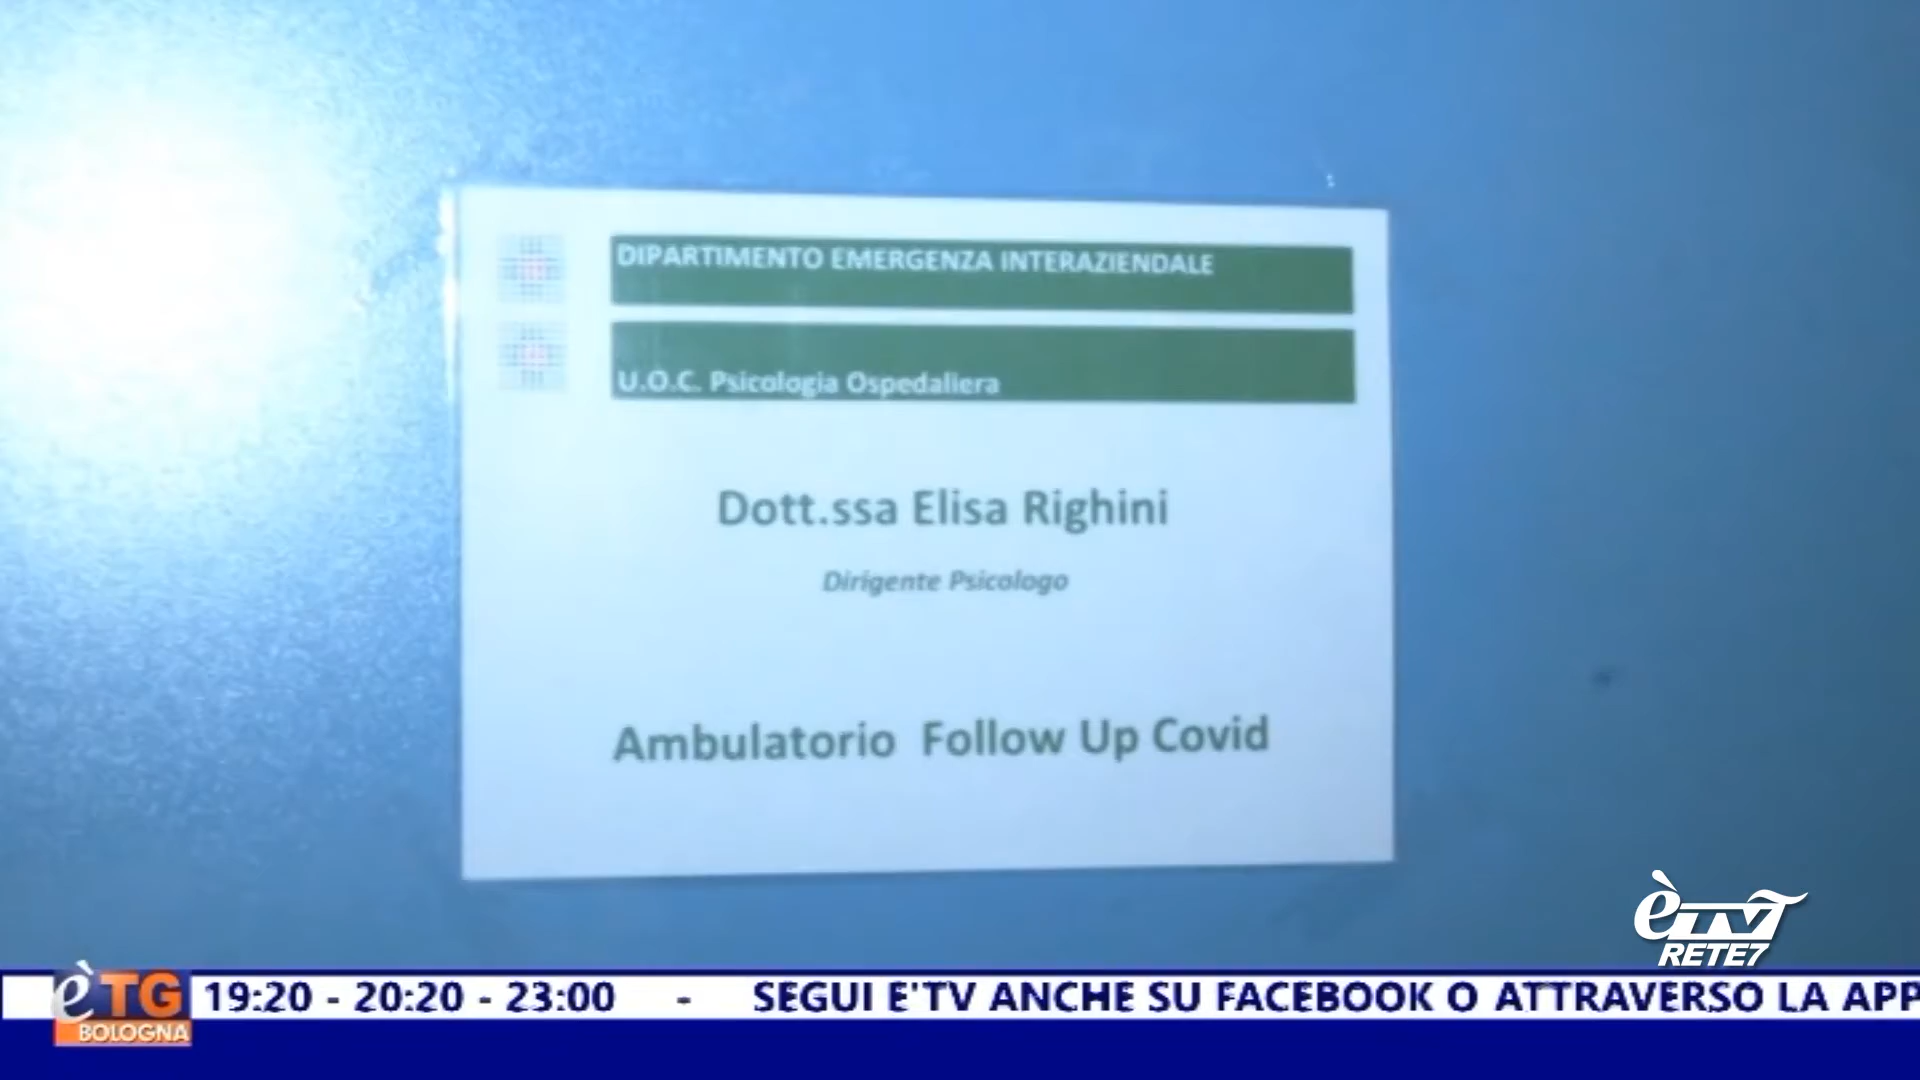 DIPARTIMENTO EMERGENZA INTERAZIENDALE
U.O.C. Psicologia Ospedaliera
Dott.ssa Elisa Righini
Dirigente Psicologo
Ambulatorio Follow Up Covid
èTV
RETE7
èTG
BOLOGNA
19:20 - 20:20 - 23:00 - SEGUI E'TV ANCHE SU FACEBOOK O ATTRAVERSO LA APP